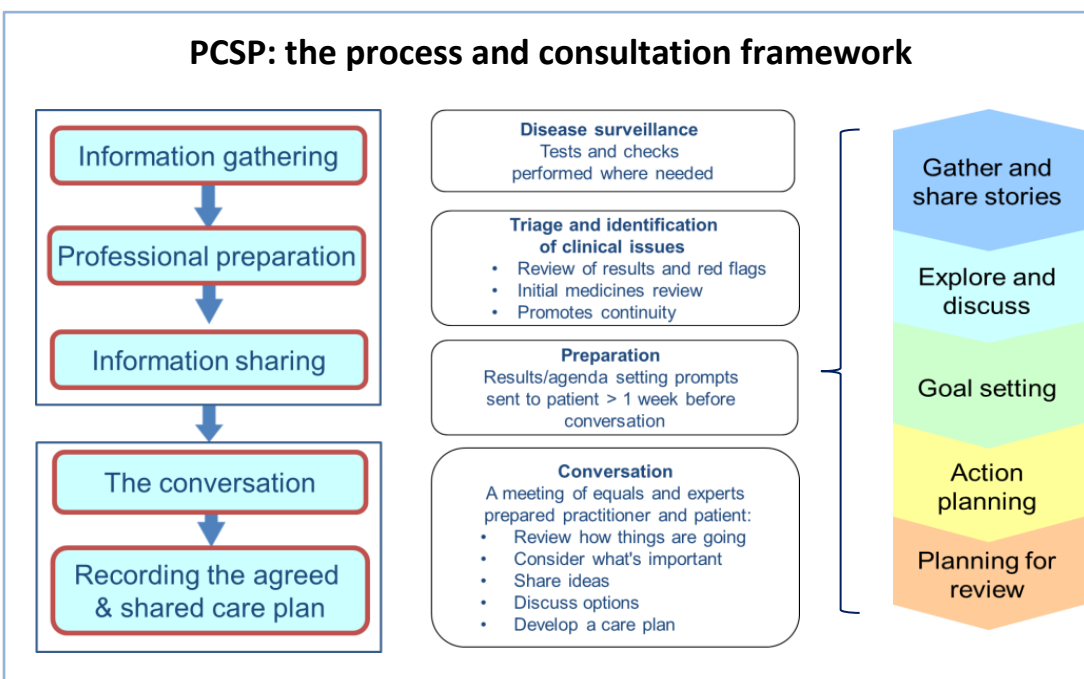 PCSP: the process and consultation framework
Information gathering
Professional preparation
Information sharing
The conversation
Recording the agreed
& shared care plan
Disease surveillance
Tests and checks
performed where needed
Triage and identification
of clinical issues
• Review of results and red flags
• Initial medicines review
• Promotes continuity
Preparation
Results/agenda setting prompts
sent to patient > 1 week before
conversation
Conversation
A meeting of equals and experts
prepared practitioner and patient:
• Review how things are going
• Consider what's important
• Share ideas
• Discuss options
• Develop a care plan
Gather and
share stories
Explore and
discuss
Goal setting
Action
planning
Planning for
review